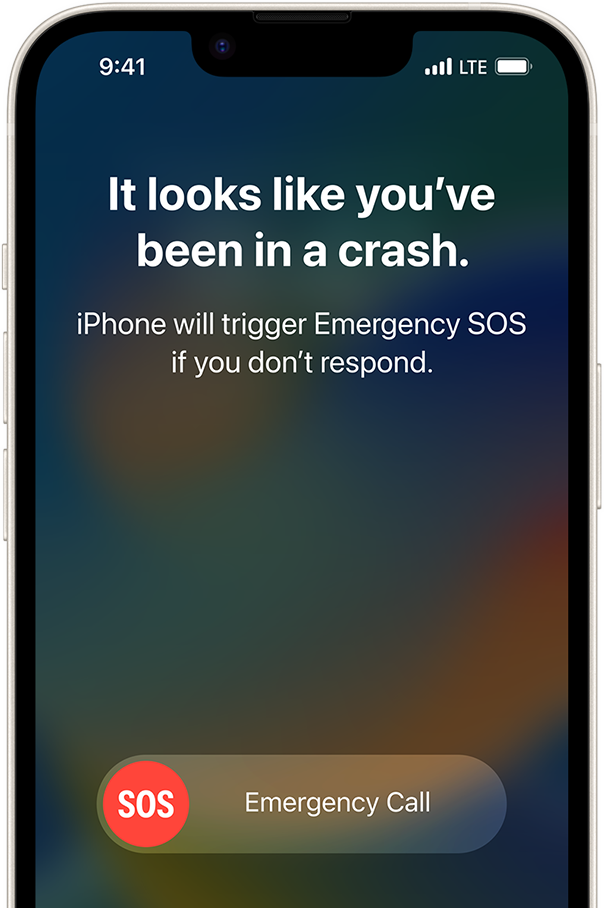 9:41 LTE
It looks like you’ve
been in a crash.
iPhone will trigger Emergency SOS
if you don’t respond.
SOS Emergency Call